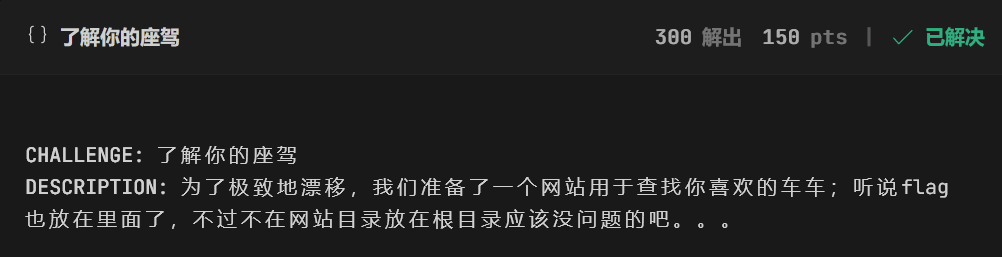 {} 了解你的座驾 300 解出 150 pts | ✓ 已解决
CHALLENGE: 了解你的座驾
DESCRIPTION: 为了极致地漂移，我们准备了一个网站用于查找你喜欢的车车；听说flag
也放在里面了，不过不在网站目录放在根目录应该没问题的吧。。。